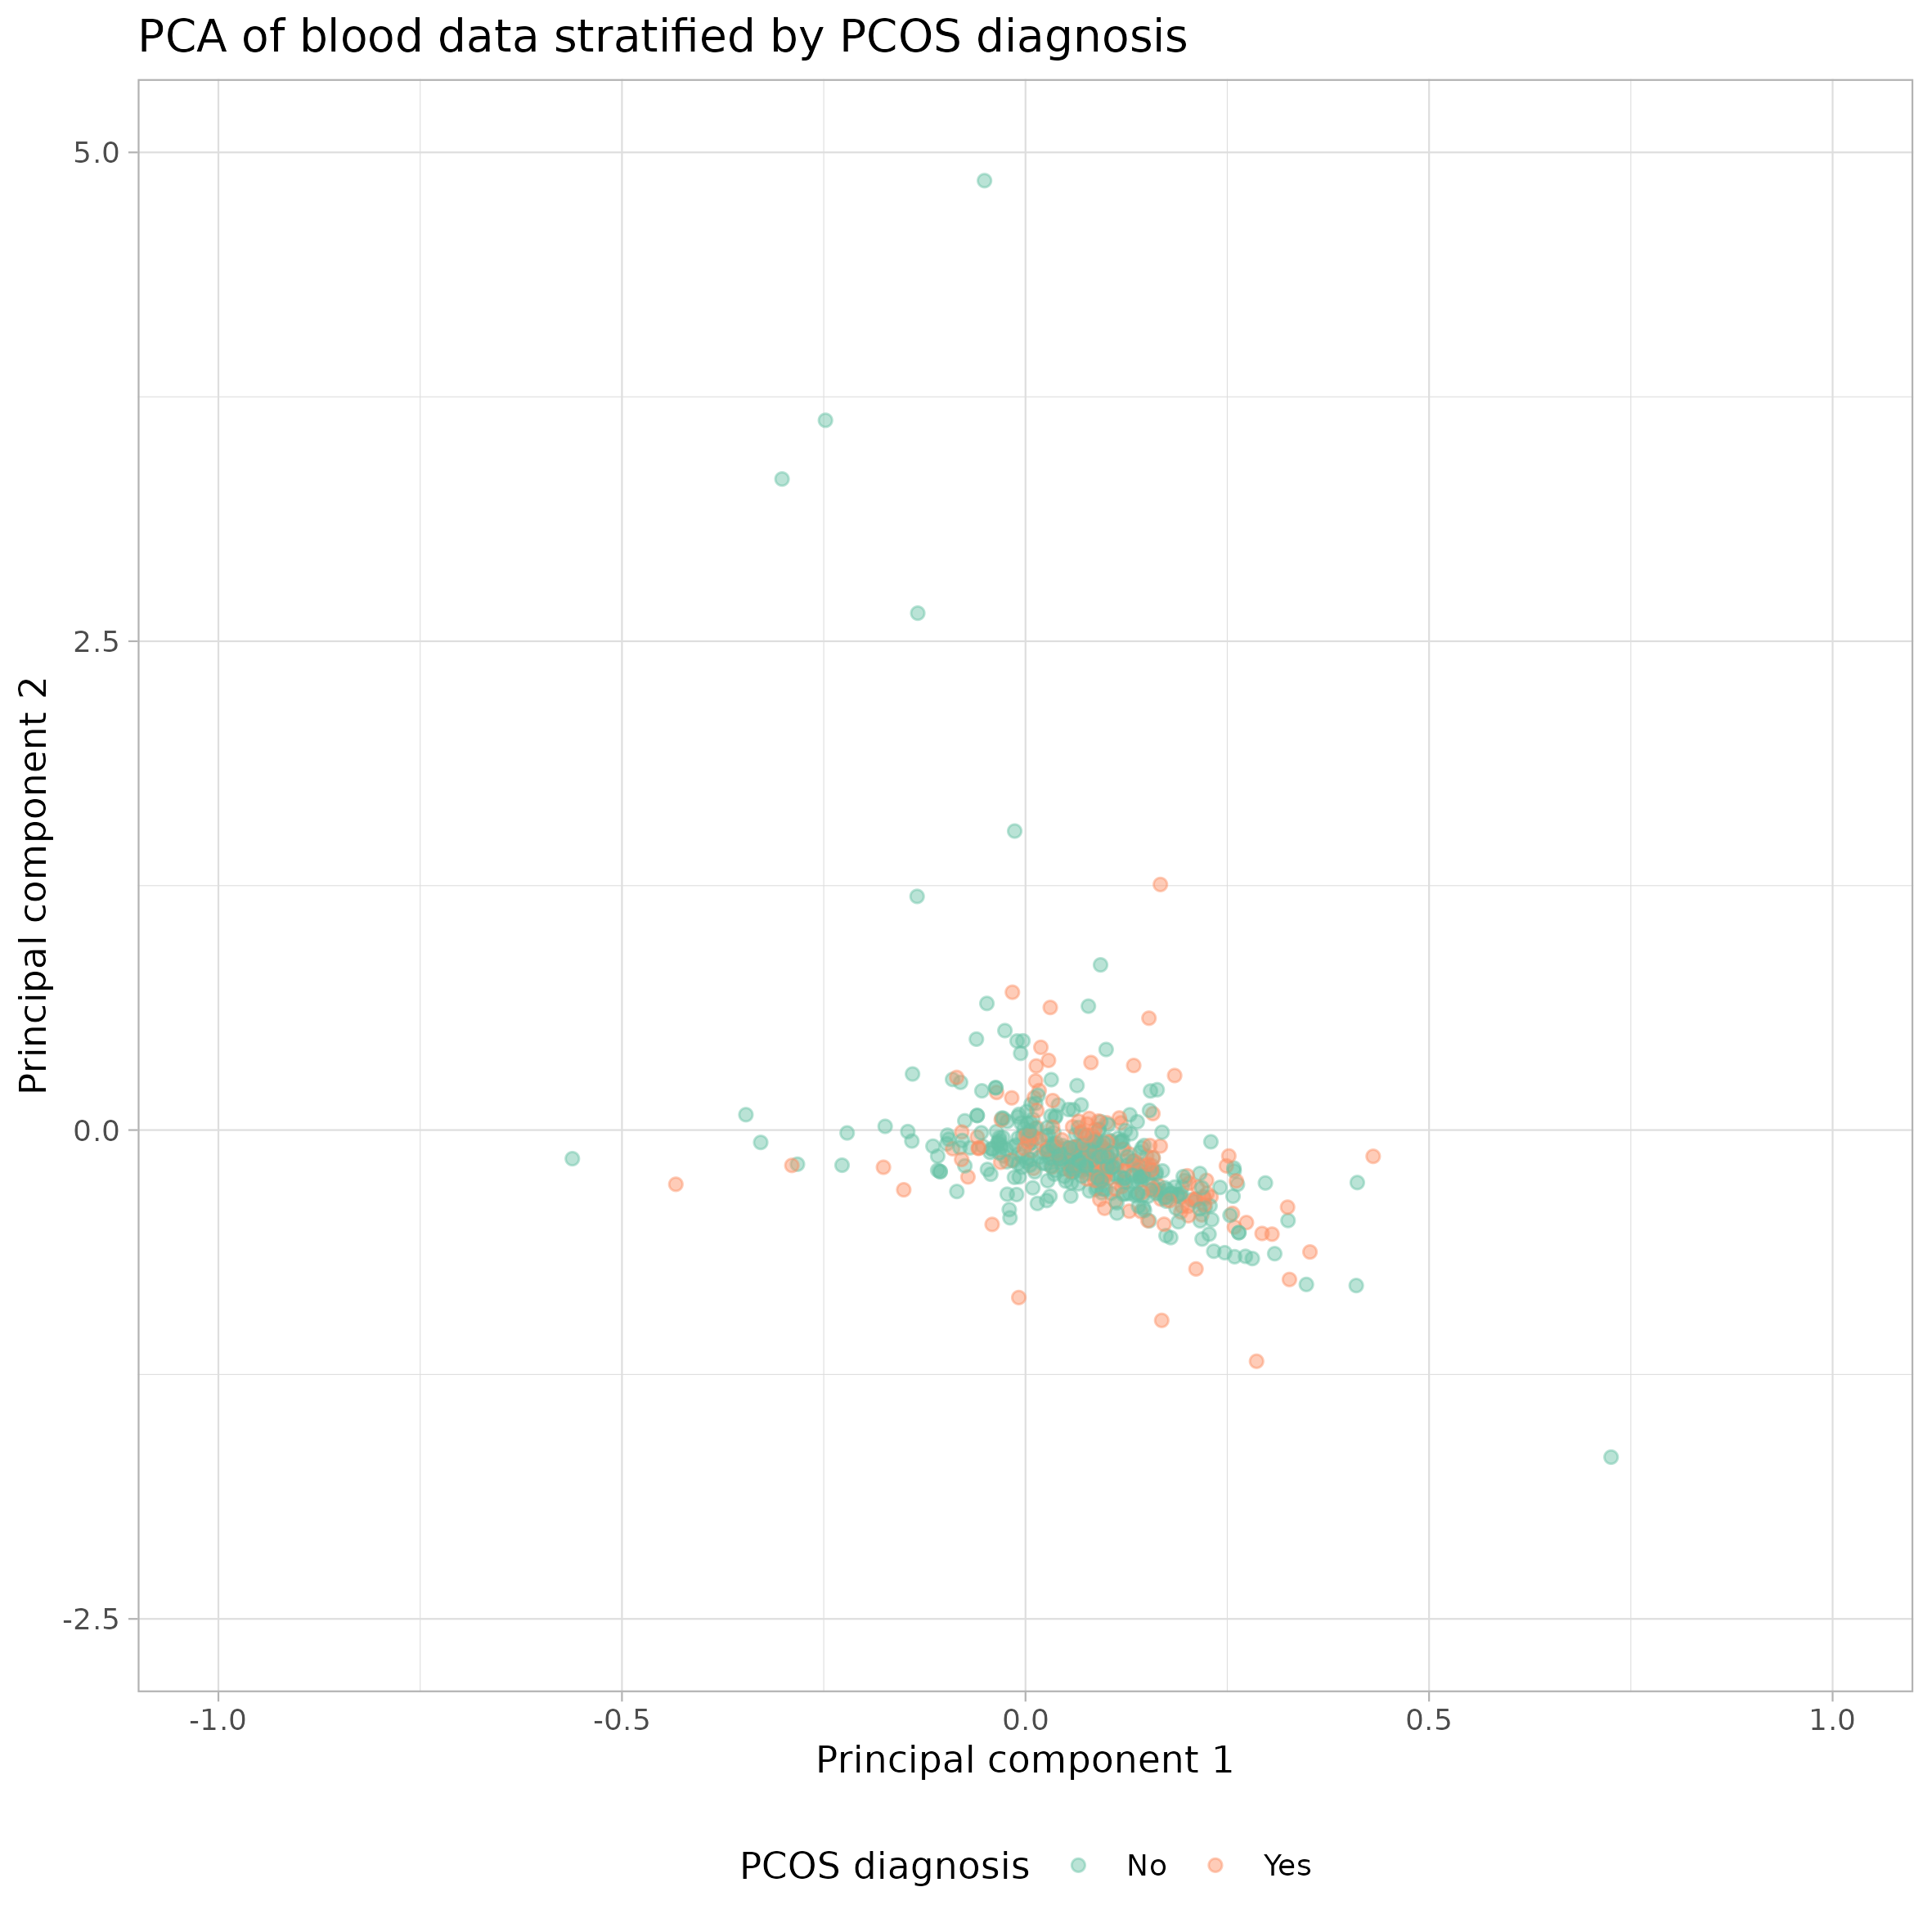 PCA of blood data stratified by PCOS diagnosis
5.0
2.5
0.0
-2.5
Principal component 2
-1.0 -0.5 0.0 0.5 1.0
Principal component 1
PCOS diagnosis No Yes